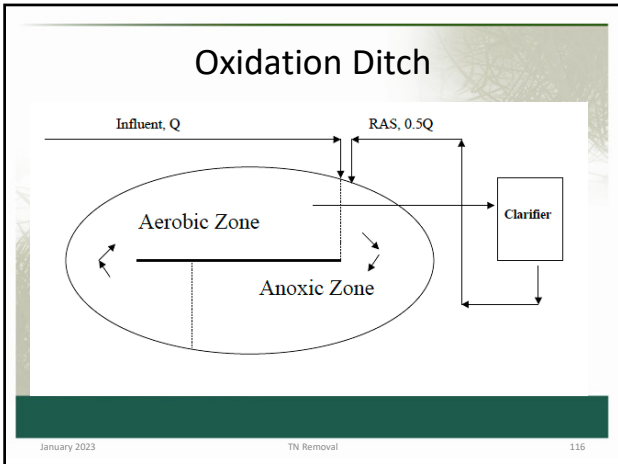 Oxidation Ditch
Influent, Q
RAS, 0.5Q
Aerobic Zone
Clarifier
Anoxic Zone
January 2023
TN Removal
116